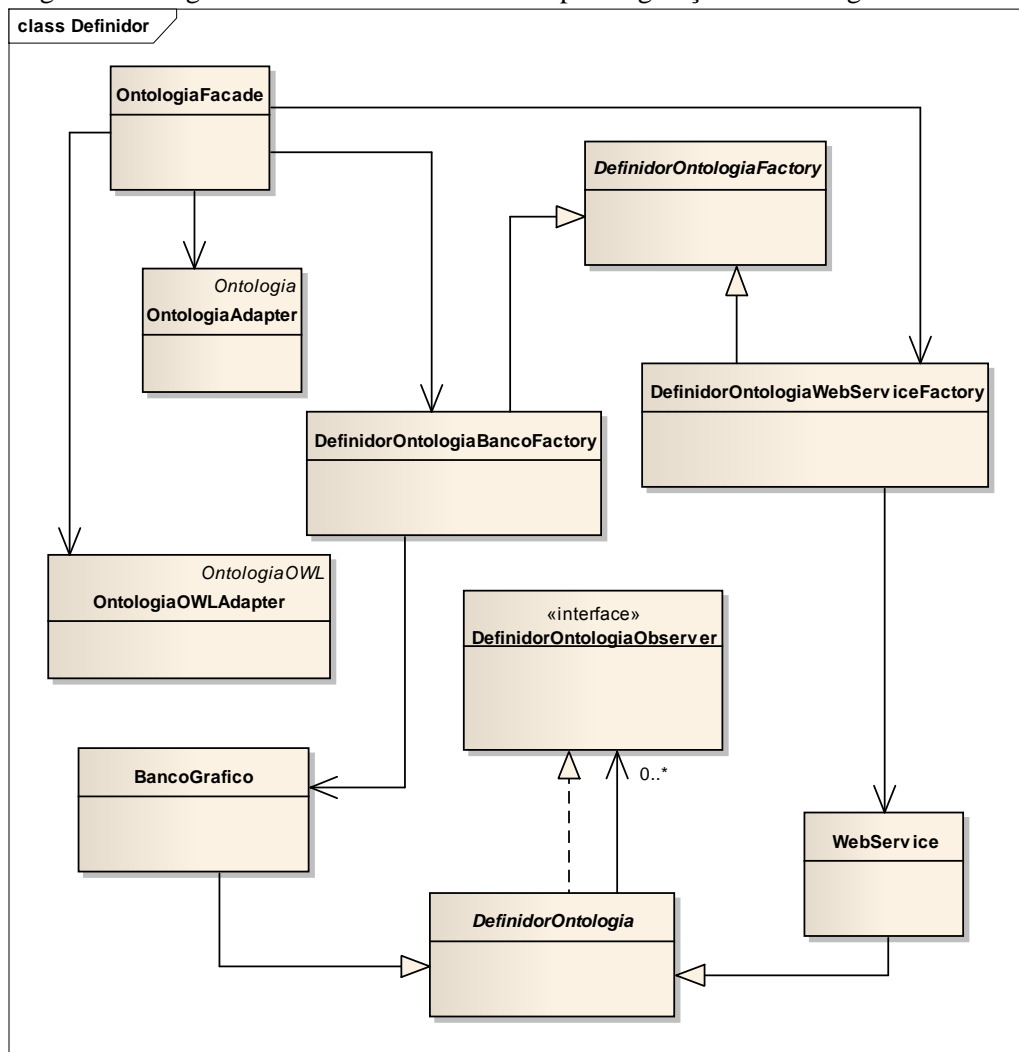 class Definidor
OntologiaFacade
DefinidorOntologiaFactory
Ontologia
OntologiaAdapter
DefinidorOntologiaWebServiceFactory
DefinidorOntologiaBancoFactory
OntologiaOWL
OntologiaOWLAdapter
«interface»
DefinidorOntologiaObserver
BancoGrafico
0..*
WebService
DefinidorOntologia